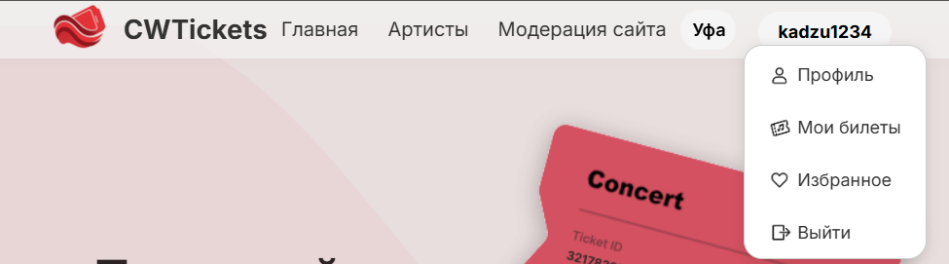 CWTickets Главная Артисты Модерация сайта Уфа kadzu1234
Профиль
Мои билеты
Избранное
Выйти
Concert
Ticket ID